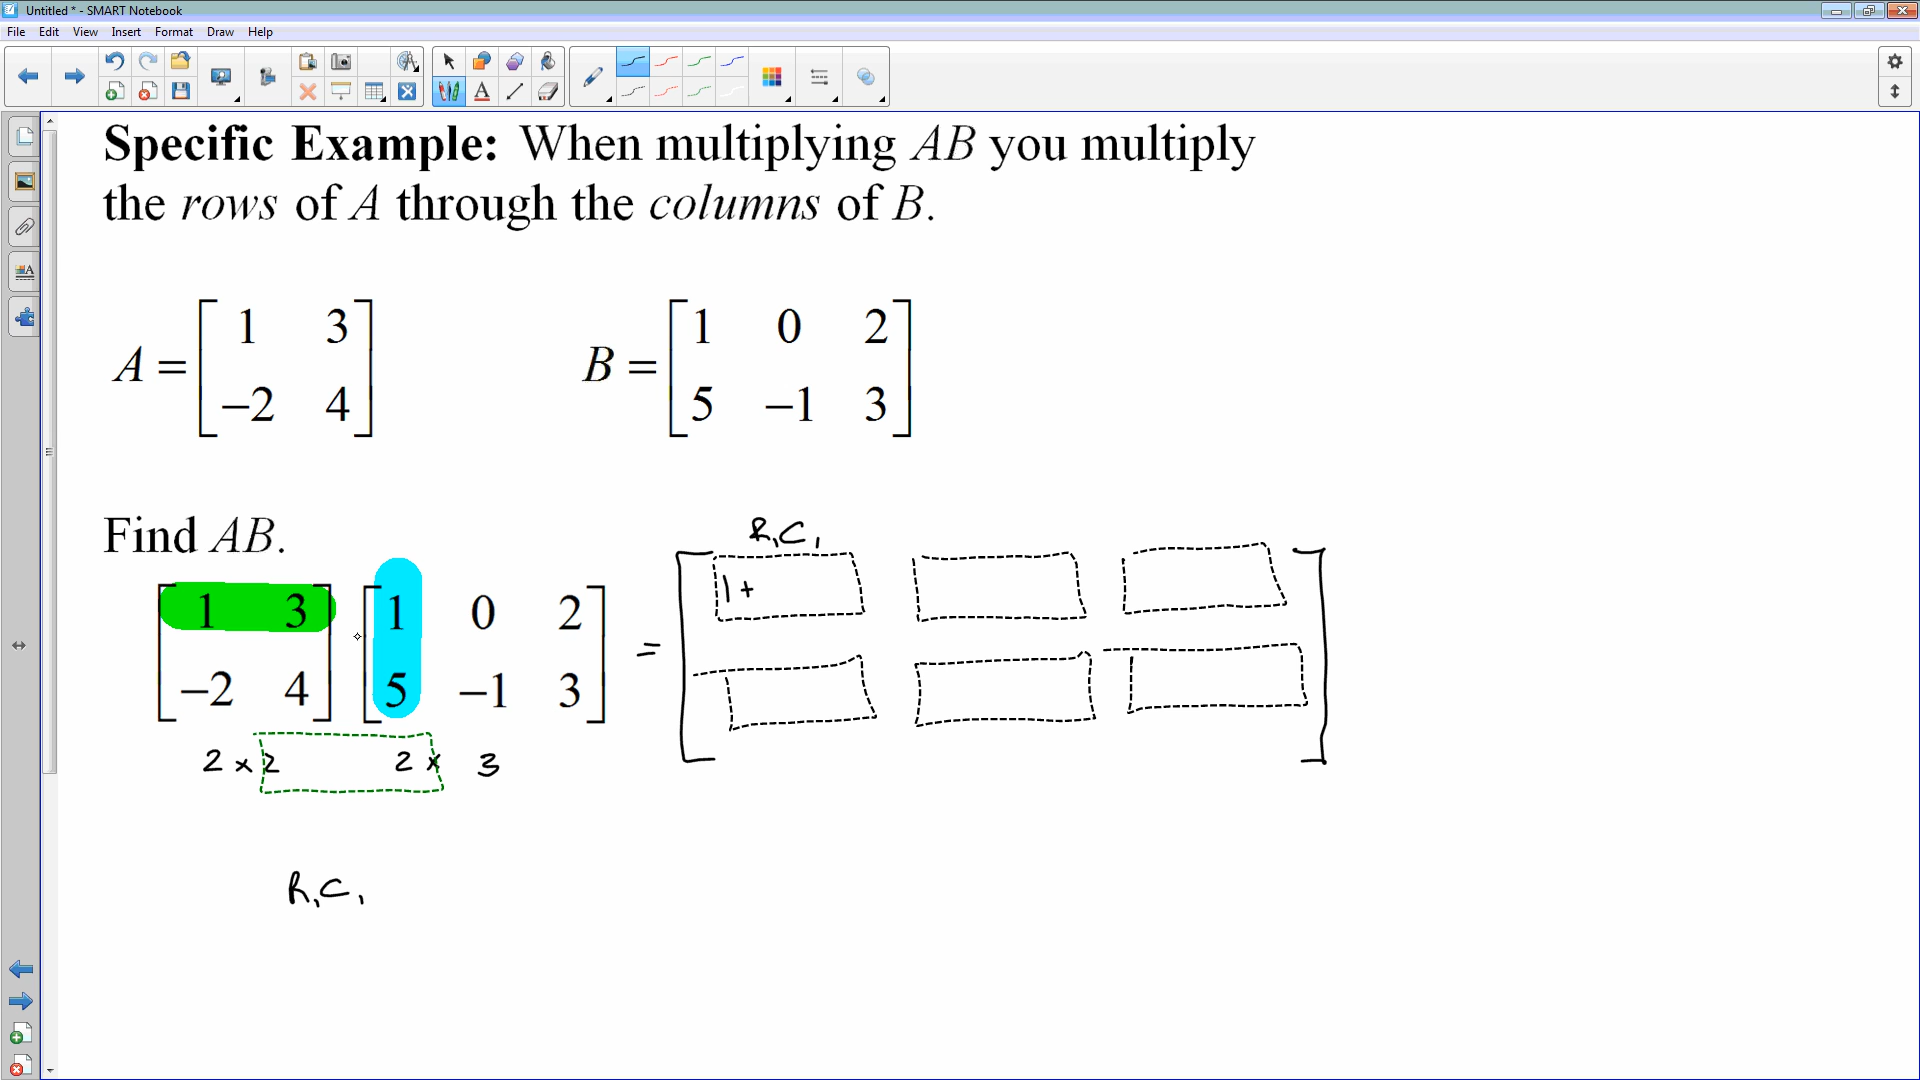 Untitled * - SMART Notebook
File Edit View Insert Format Draw Help
Specific Example: When multiplying AB you multiply
the rows of A through the columns of B.
A = [ 1 3
−2 4 ]
B = [ 1 0 2
5 −1 3 ]
Find AB.
R₁C₁
[ 1 3
−2 4 ] [ 1 0 2
5 −1 3 ] = [ 1+ ]
2 × 2 2 × 3
R₁C₁